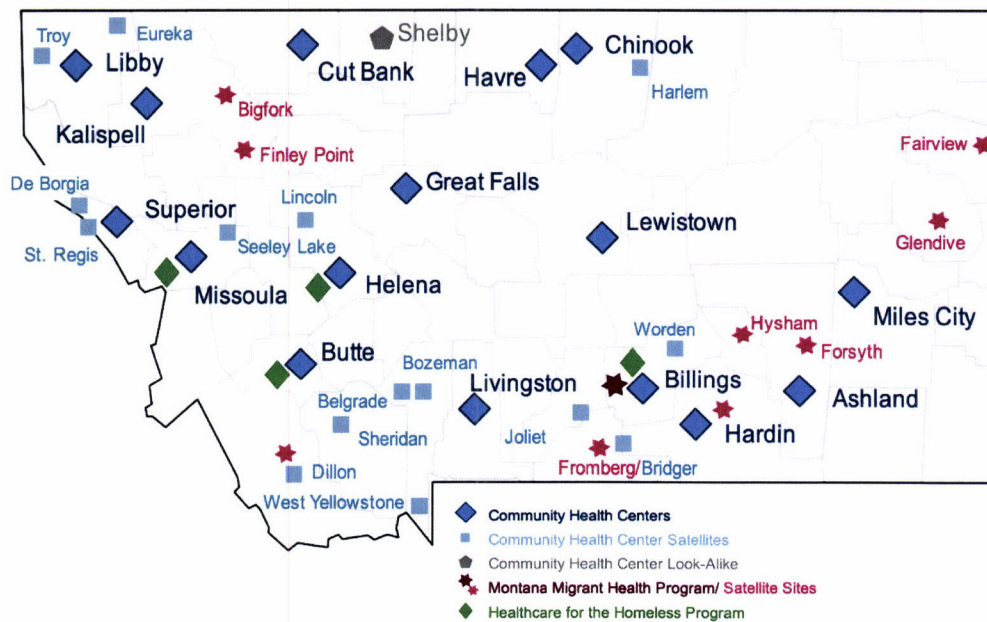 Eureka
Troy
Shelby
Libby
Cut Bank
Chinook
Havre
Harlem
Bigfork
Kalispell
Finley Point
Fairview
De Borgia
Great Falls
Lincoln
Superior
Lewistown
Seeley Lake
St. Regis
Glendive
Missoula
Helena
Miles City
Hysham
Worden
Forsyth
Butte
Bozeman
Livingston
Billings
Belgrade
Ashland
Sheridan
Joliet
Hardin
Dillon
Fromberg/Bridger
West Yellowstone
Community Health Centers
Community Health Center Satellites
Community Health Center Look-Alike
Montana Migrant Health Program/ Satellite Sites
Healthcare for the Homeless Program